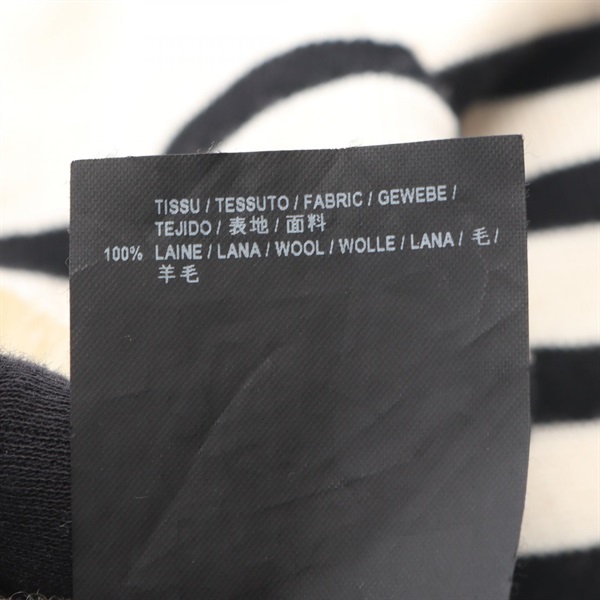 TISSU / TESSUTO / FABRIC / GEWEBE /
TEJIDO / 表地 / 面料
100% LAINE / LANA / WOOL / WOLLE / LANA / 毛 /
羊毛